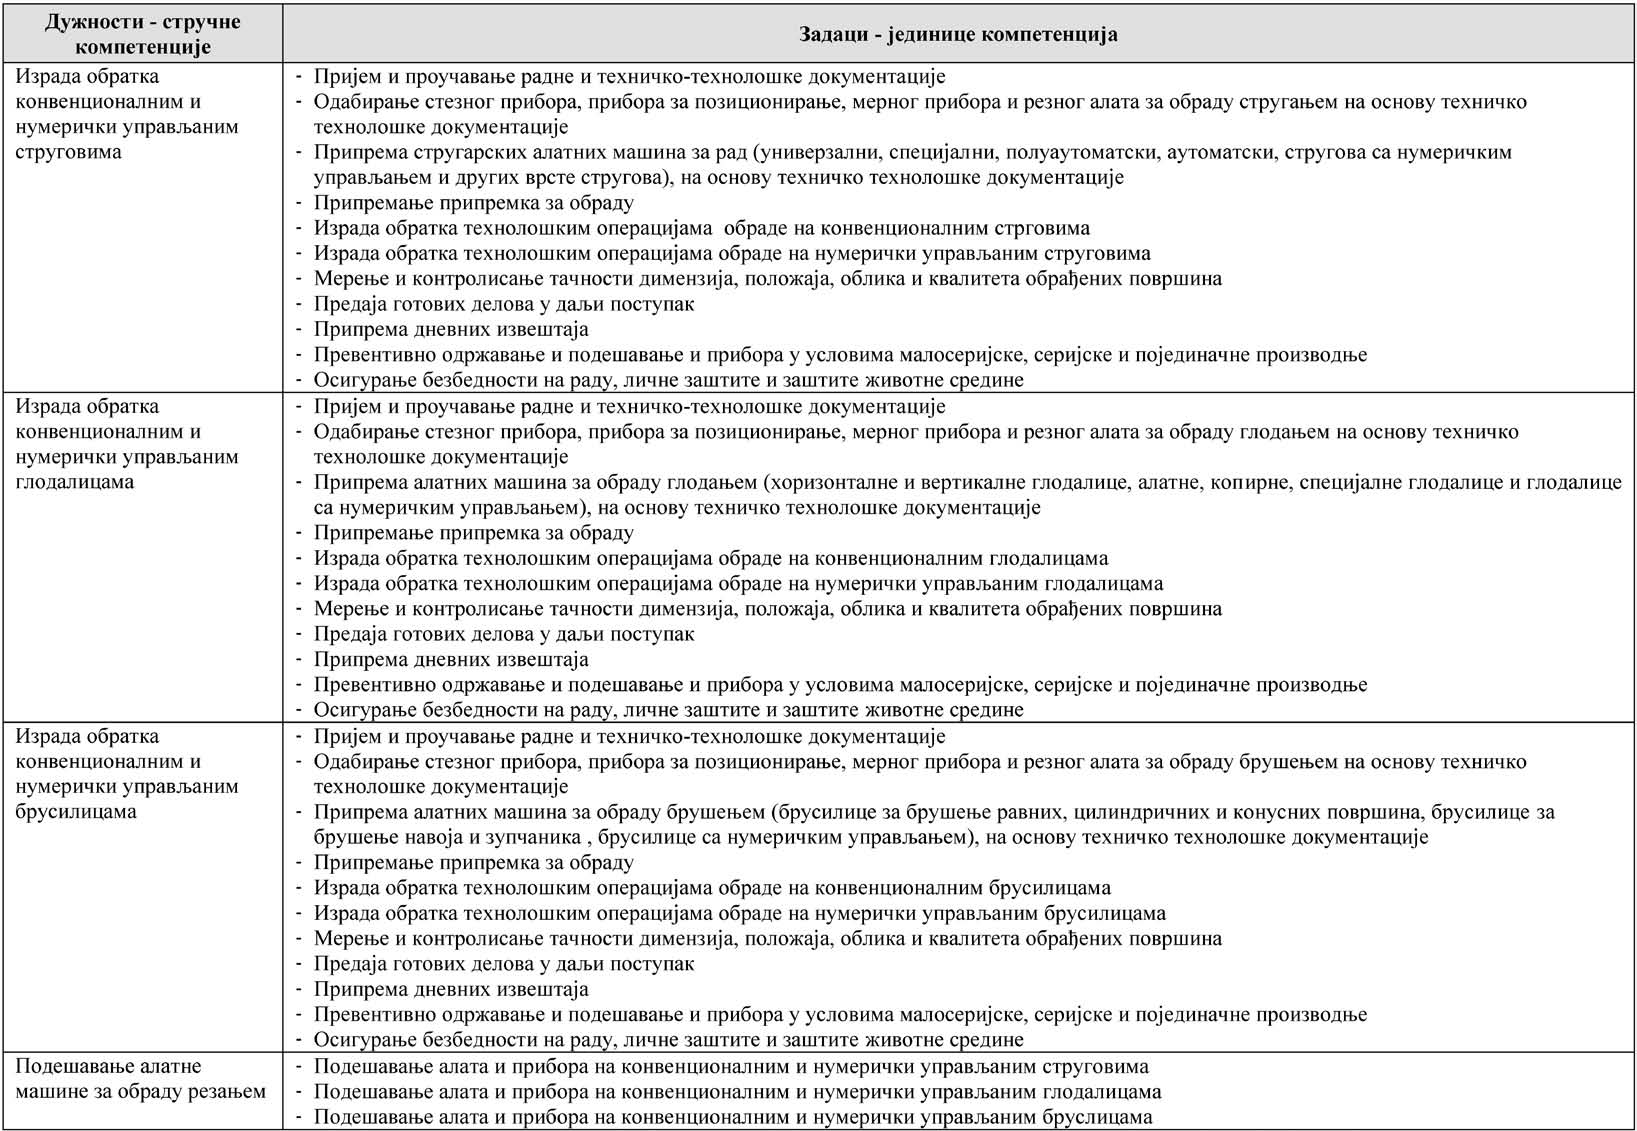 Дужности - стручне
компетенције
Задаци - јединице компетенција
Израда обратка
конвенционалним и
нумерички управљаним
струговима
- Пријем и проучавање радне и техничко-технолошке документације
- Одабирање стезног прибора, прибора за позиционирање, мерног прибора и резног алата за обраду стругањем на основу техничко
технолошке документације
- Припрема стругарских алатних машина за рад (универзални, специјални, полуаутоматски, аутоматски, стругова са нумеричким
управљањем и других врсте стругова), на основу техничко технолошке документације
- Припремање припремка за обраду
- Израда обратка технолошким операцијама  обраде на конвенционалним стрговима
- Израда обратка технолошким операцијама обраде на нумерички управљаним струговима
- Мерење и контролисање тачности димензија, положаја, облика и квалитета обрађених површина
- Предаја готових делова у даљи поступак
- Припрема дневних извештаја
- Превентивно одржавање и подешавање и прибора у условима малосеријске, серијске и појединачне производње
- Осигурање безбедности на раду, личне заштите и заштите животне средине
Израда обратка
конвенционалним и
нумерички управљаним
глодалицама
- Пријем и проучавање радне и техничко-технолошке документације
- Одабирање стезног прибора, прибора за позиционирање, мерног прибора и резног алата за обраду глодањем на основу техничко
технолошке документације
- Припрема алатних машина за обраду глодањем (хоризонталне и вертикалне глодалице, алатне, копирне, специјалне глодалице и глодалице
са нумеричким управљањем), на основу техничко технолошке документације
- Припремање припремка за обраду
- Израда обратка технолошким операцијама обраде на конвенционалним глодалицама
- Израда обратка технолошким операцијама обраде на нумерички управљаним глодалицама
- Мерење и контролисање тачности димензија, положаја, облика и квалитета обрађених површина
- Предаја готових делова у даљи поступак
- Припрема дневних извештаја
- Превентивно одржавање и подешавање и прибора у условима малосеријске, серијске и појединачне производње
- Осигурање безбедности на раду, личне заштите и заштите животне средине
Израда обратка
конвенционалним и
нумерички управљаним
брусилицама
- Пријем и проучавање радне и техничко-технолошке документације
- Одабирање стезног прибора, прибора за позиционирање, мерног прибора и резног алата за обраду брушењем на основу техничко
технолошке документације
- Припрема алатних машина за обраду брушењем (брусилице за брушење равних, цилиндричних и конусних површина, брусилице за
брушење навоја и зупчаника , брусилице са нумеричким управљањем), на основу техничко технолошке документације
- Припремање припремка за обраду
- Израда обратка технолошким операцијама обраде на конвенционалним брусилицама
- Израда обратка технолошким операцијама обраде на нумерички управљаним брусилицама
- Мерење и контролисање тачности димензија, положаја, облика и квалитета обрађених површина
- Предаја готових делова у даљи поступак
- Припрема дневних извештаја
- Превентивно одржавање и подешавање и прибора у условима малосеријске, серијске и појединачне производње
- Осигурање безбедности на раду, личне заштите и заштите животне средине
Подешавање алатне
машине за обраду резањем
- Подешавање алата и прибора на конвенционалним и нумерички управљаним струговима
- Подешавање алата и прибора на конвенционалним и нумерички управљаним глодалицама
- Подешавање алата и прибора на конвенционалним и нумерички управљаним бруслицама